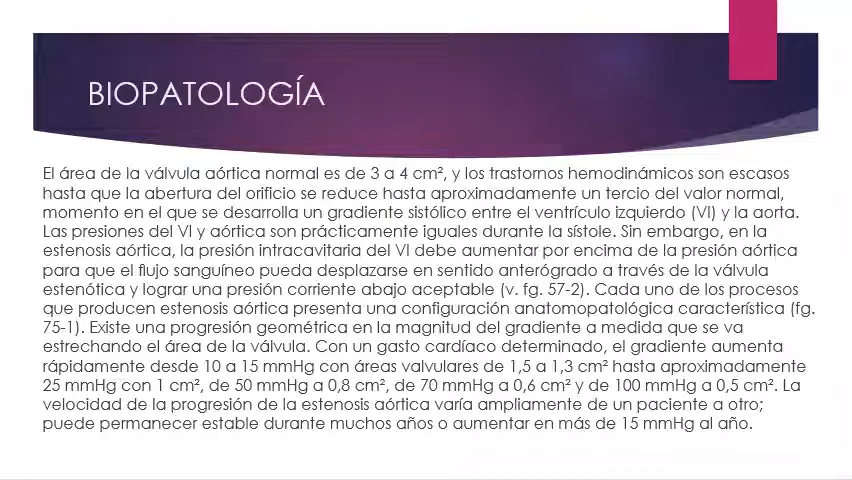 BIOPATOLOGÍA
El área de la válvula aórtica normal es de 3 a 4 cm², y los trastornos hemodinámicos son escasos
hasta que la abertura del orificio se reduce hasta aproximadamente un tercio del valor normal,
momento en el que se desarrolla un gradiente sistólico entre el ventrículo izquierdo (VI) y la aorta.
Las presiones del VI y aórtica son prácticamente iguales durante la sístole. Sin embargo, en la
estenosis aórtica, la presión intracavitaria del VI debe aumentar por encima de la presión aórtica
para que el flujo sanguíneo pueda desplazarse en sentido anterógrado a través de la válvula
estenótica y lograr una presión corriente abajo aceptable (v. fg. 57-2). Cada uno de los procesos
que producen estenosis aórtica presenta una configuración anatomopatológica característica (fg.
75-1). Existe una progresión geométrica en la magnitud del gradiente a medida que se va
estrechando el área de la válvula. Con un gasto cardíaco determinado, el gradiente aumenta
rápidamente desde 10 a 15 mmHg con áreas valvulares de 1,5 a 1,3 cm² hasta aproximadamente
25 mmHg con 1 cm², de 50 mmHg a 0,8 cm², de 70 mmHg a 0,6 cm² y de 100 mmHg a 0,5 cm². La
velocidad de la progresión de la estenosis aórtica varía ampliamente de un paciente a otro;
puede permanecer estable durante muchos años o aumentar en más de 15 mmHg al año.